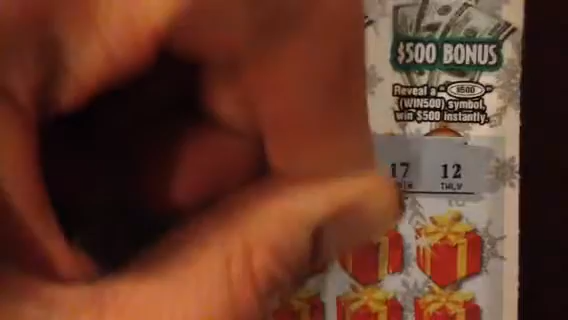 $500 BONUS
Reveal a "$500"
(WIN500) symbol,
win $500 instantly.
17 12
TWLV